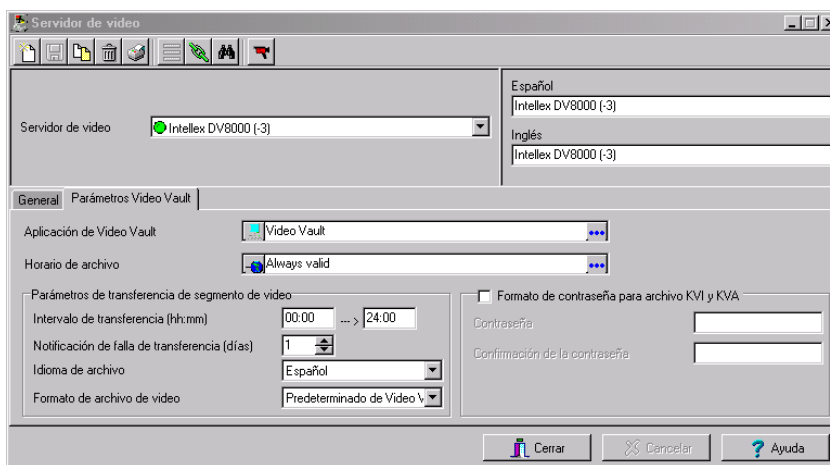 Servidor de video
Español
Intellex DV8000 (-3)
Servidor de video
Intellex DV8000 (-3)
Inglés
Intellex DV8000 (-3)
General
Parámetros Video Vault
Aplicación de Video Vault
Video Vault
Horario de archivo
Always valid
Parámetros de transferencia de segmento de video
Intervalo de transferencia (hh:mm)
00:00
--- >
24:00
Notificación de falla de transferencia (días)
1
Idioma de archivo
Español
Formato de archivo de video
Predeterminado de Video V
Formato de contraseña para archivo KVI y KVA
Contraseña
Confirmación de la contraseña
Cerrar
Cancelar
Ayuda